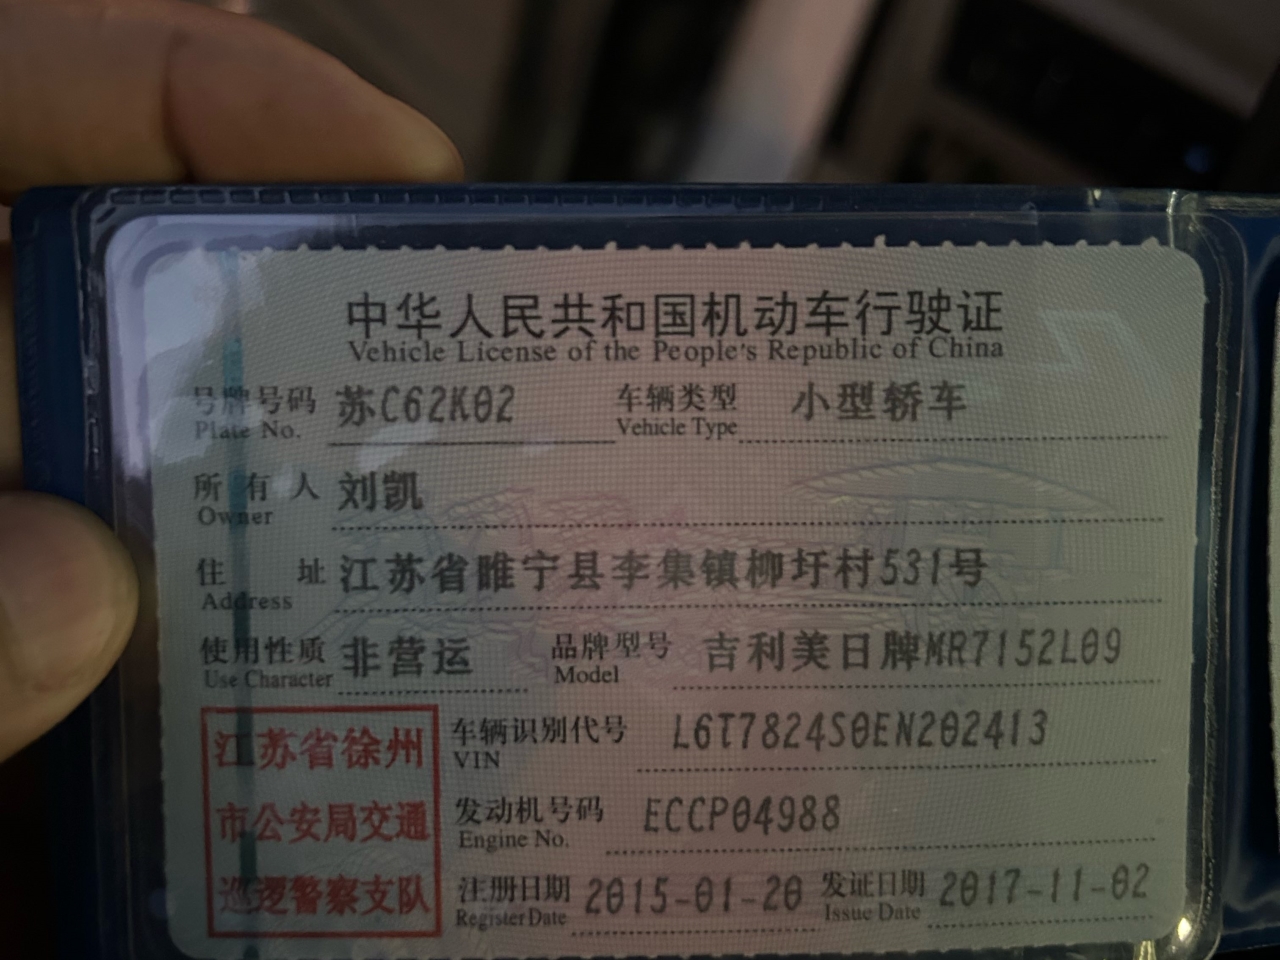 中华人民共和国机动车行驶证
Vehicle License of the People's Republic of China
号牌号码 苏C62K02 车辆类型 小型轿车
Plate No. Vehicle Type
所有人 刘凯
Owner
住址 江苏省睢宁县李集镇柳圩村531号
Address
使用性质 非营运 品牌型号 吉利美日牌MR7152L09
Use Character Model
江苏省徐州 车辆识别代号 L6T7824S0EN202413
VIN
市公安局交通 发动机号码 ECCP04988
Engine No.
巡逻警察支队 注册日期 2015-01-20 发证日期 2017-11-02
Register Date Issue Date